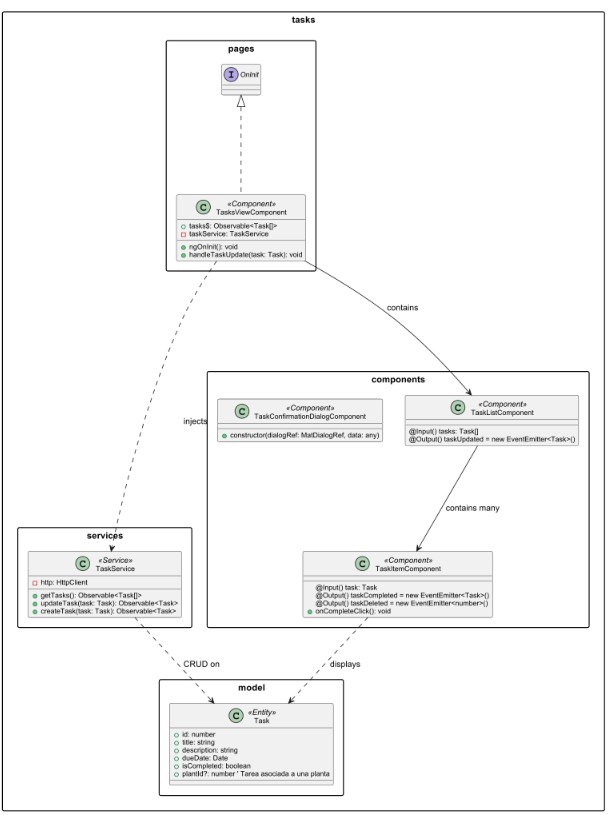 tasks
pages
I OnInit
C «Component»
TasksViewComponent
tasks$: Observable<Task[]>
taskService: TaskService
ngOnInit(): void
handleTaskUpdate(task: Task): void
contains
components
C «Component»
TaskConfirmationDialogComponent
constructor(dialogRef: MatDialogRef, data: any)
C «Component»
TaskListComponent
@Input() tasks: Task[]
@Output() taskUpdated = new EventEmitter<Task>()
injects
contains many
services
C «Service»
TaskService
http: HttpClient
getTasks(): Observable<Task[]>
updateTask(task: Task): Observable<Task>
createTask(task: Task): Observable<Task>
C «Component»
TaskItemComponent
@Input() task: Task
@Output() taskCompleted = new EventEmitter<Task>()
@Output() taskDeleted = new EventEmitter<number>()
onCompleteClick(): void
CRUD on
displays
model
C «Entity»
Task
id: number
title: string
description: string
dueDate: Date
isCompleted: boolean
plantId?: number ' Tarea asociada a una planta